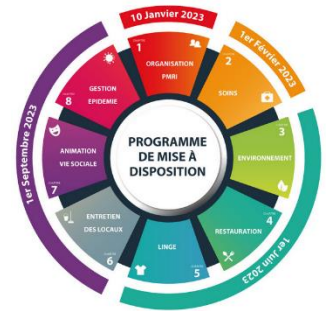 10 Janvier 2023
1er Février 2023
1er Juin 2023
1er Septembre 2023
PROGRAMME
DE MISE À
DISPOSITION
1
ORGANISATION
PMRI
2
SOINS
3
ENVIRONNEMENT
4
RESTAURATION
5
LINGE
6
ENTRETIEN
DES LOCAUX
7
ANIMATION
VIE SOCIALE
8
GESTION
EPIDEMIE